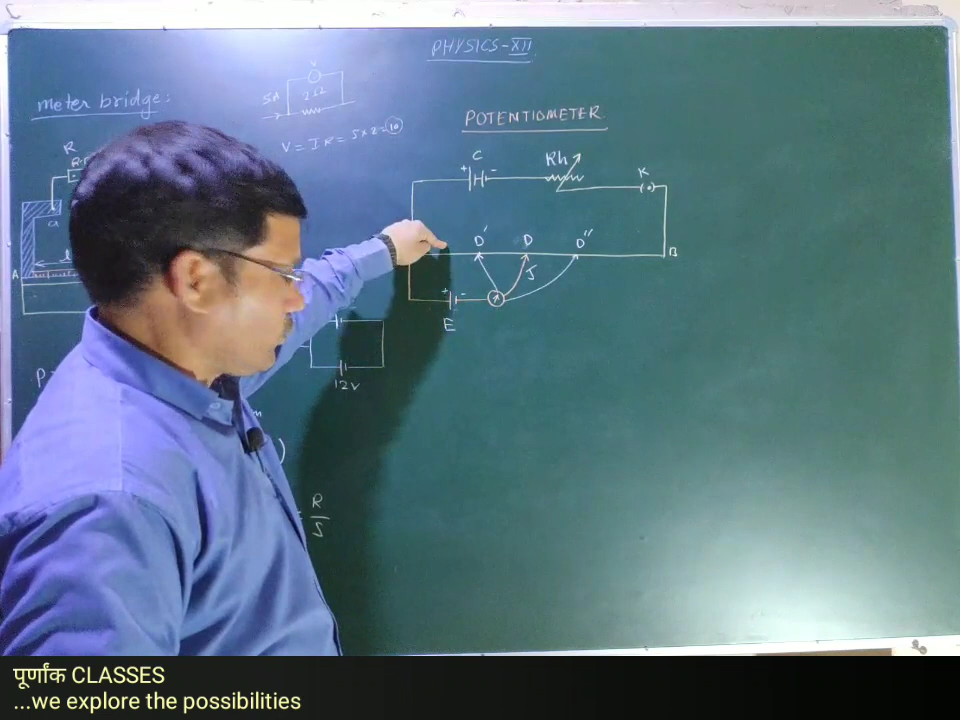 PHYSICS-XII
meter bridge:
V
5A
2Ω
V = IR = 5×2 = 10
R
a
l
A
P =
12V
R
S
POTENTIOMETER
C
+ -
Rh
K
D'
D
D"
J
B
+ -
E
पूर्णांक CLASSES
...we explore the possibilities